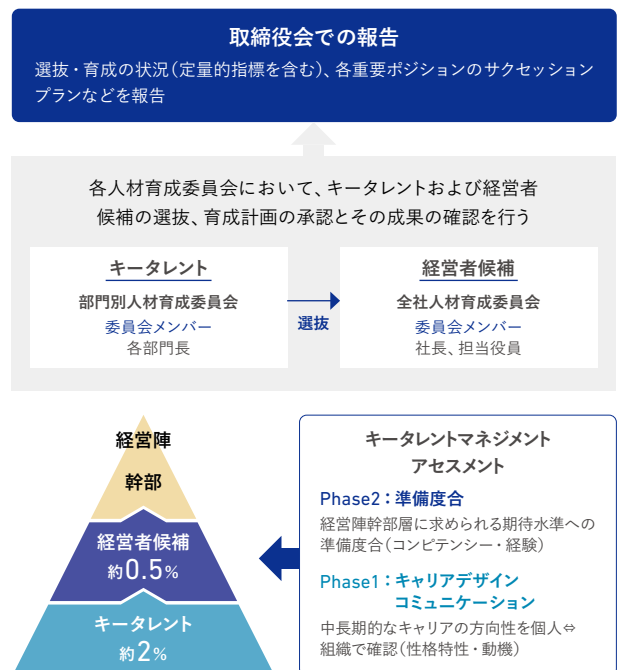 取締役会での報告
選抜・育成の状況（定量的指標を含む）、各重要ポジションのサクセッション
プランなどを報告
各人材育成委員会において、キータレントおよび経営者
候補の選抜、育成計画の承認とその成果の確認を行う
キータレント
部門別人材育成委員会
委員会メンバー
各部門長
選抜
経営者候補
全社人材育成委員会
委員会メンバー
社長、担当役員
経営陣
幹部
経営者候補
約0.5%
キータレント
約2%
キータレントマネジメント
アセスメント
Phase2：準備度合
経営陣幹部層に求められる期待水準への
準備度合（コンピテンシー・経験）
Phase1：キャリアデザイン
コミュニケーション
中長期的なキャリアの方向性を個人⇔
組織で確認（性格特性・動機）